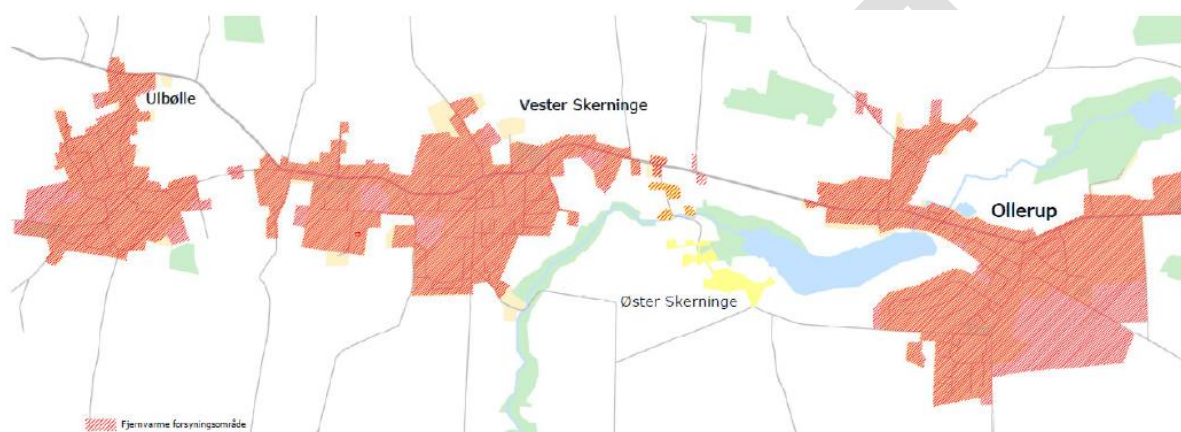 Ulbølle
Vester Skerninge
Ollerup
Øster Skerninge
Fjernvarme forsyningsområde